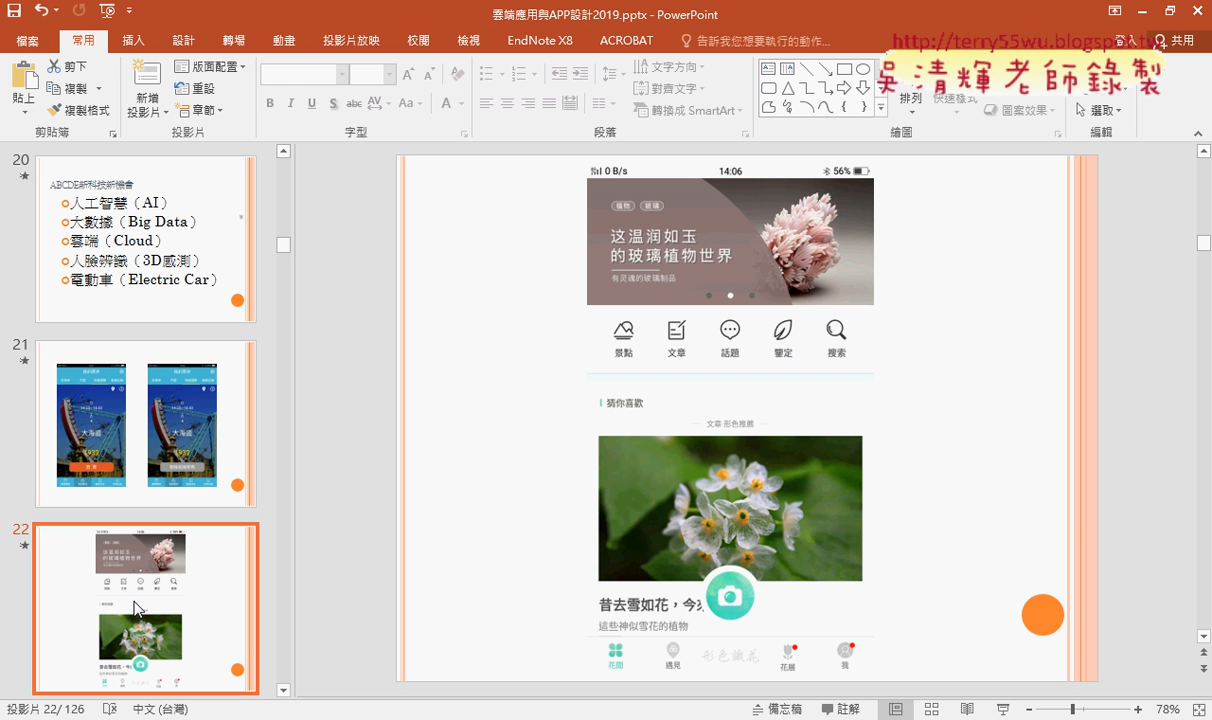 雲端應用與APP設計2019.pptx - PowerPoint
檔案 常用 插入 設計 轉場 動畫 投影片放映 校閱 檢視 EndNote X8 ACROBAT 告訴我您想要執行的動作... 登入 共用
http://terry55wu.blogspot.tw
吳清輝老師錄製
貼上 剪下 複製 複製格式 剪貼簿
新增投影片 版面配置 重設 章節 投影片
B I U S abc AV Aa A 字型
文字方向 對齊文字 轉換成 SmartArt 段落
排列 快速樣式 圖案效果 繪圖
選取 編輯
20
ABCDE新科技新機會
人工智慧（AI）
大數據（Big Data）
雲端（Cloud）
人臉辨識（3D感測）
電動車（Electric Car）
21
大海盜
22
0 B/s 14:06 56%
植物 玻璃
这温润如玉
的玻璃植物世界
有灵魂的玻璃制品
景點 文章 話題 鑒定 搜索
猜你喜歡
文章·形色推薦
昔去雪如花，今
這些神似雪花的植物
花間 遇見 形色識花 花展 我
投影片 22/ 126 中文 (台灣) 備忘稿 註解 78%